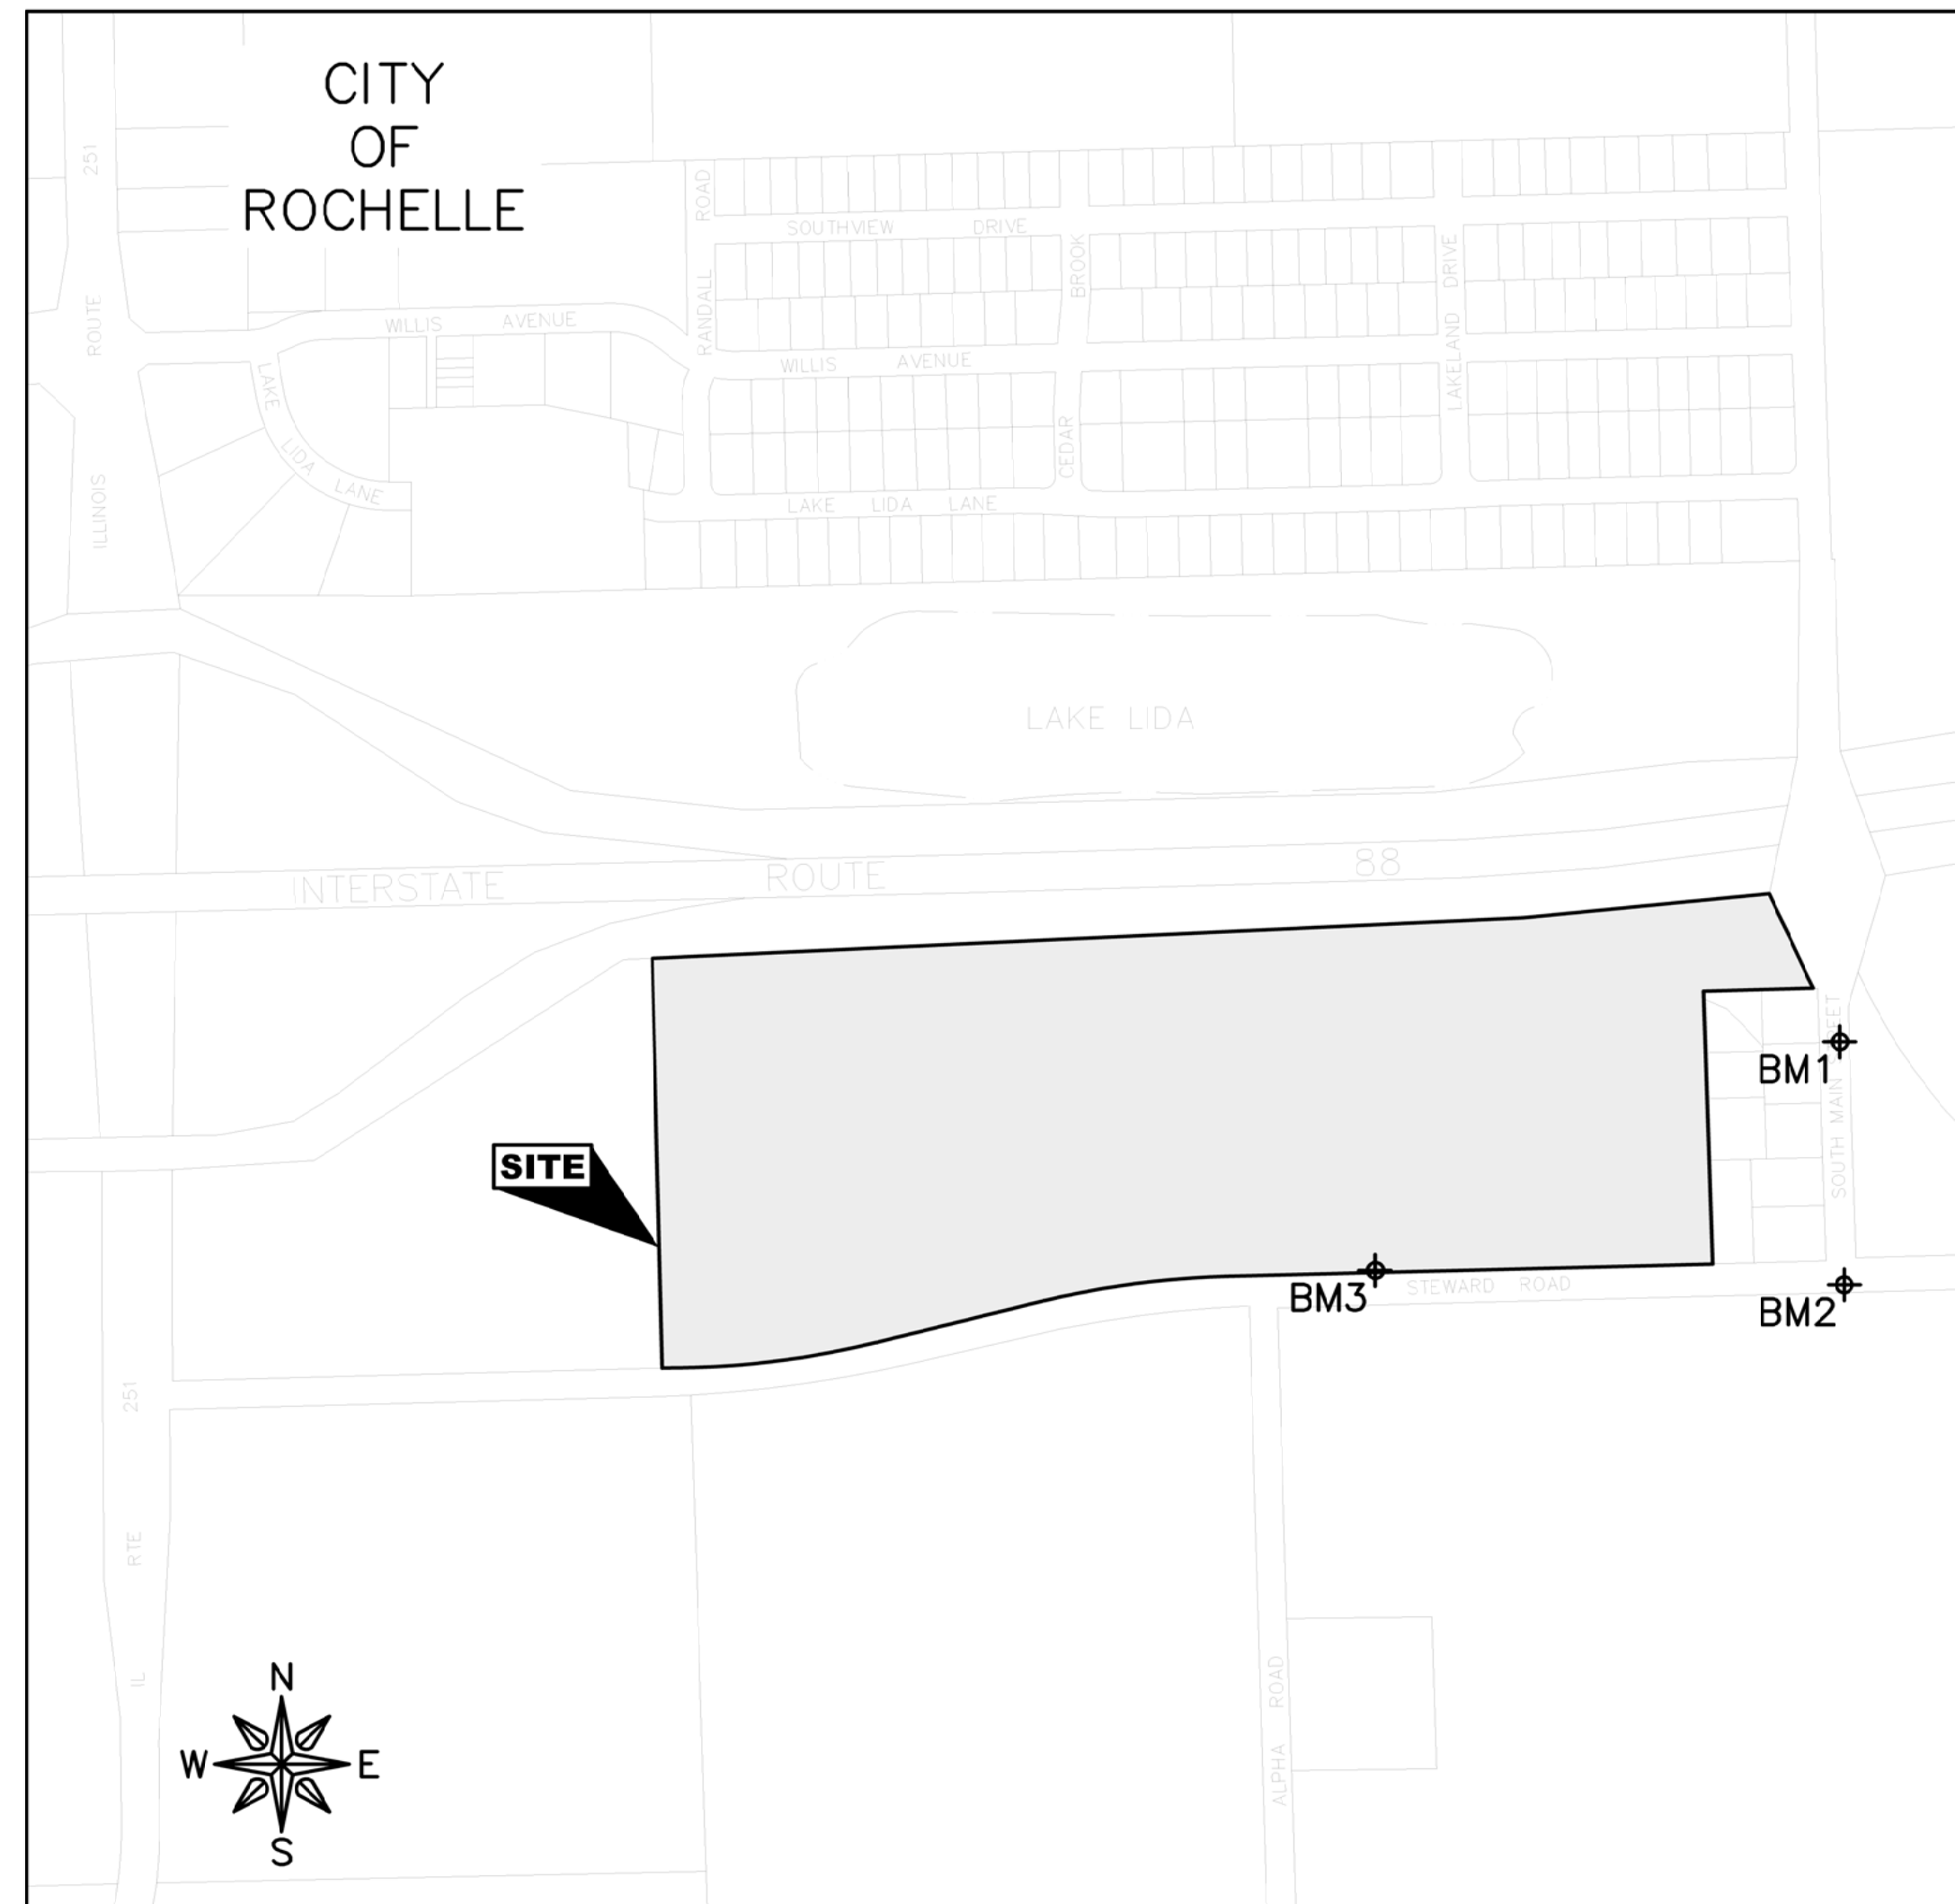 CITY
OF
ROCHELLE
ILLINOIS ROUTE 251
RANDALL ROAD
SOUTHVIEW DRIVE
CEDAR BROOK
LAKELAND DRIVE
WILLIS AVENUE
WILLIS AVENUE
LAKE LIDA LANE
LAKE LIDA LANE
LAKE LIDA
INTERSTATE ROUTE 88
SITE
BM1
SOUTH MAIN
BM3
STEWARD ROAD
BM2
IL RTE 251
ALPHA ROAD
N
W
E
S